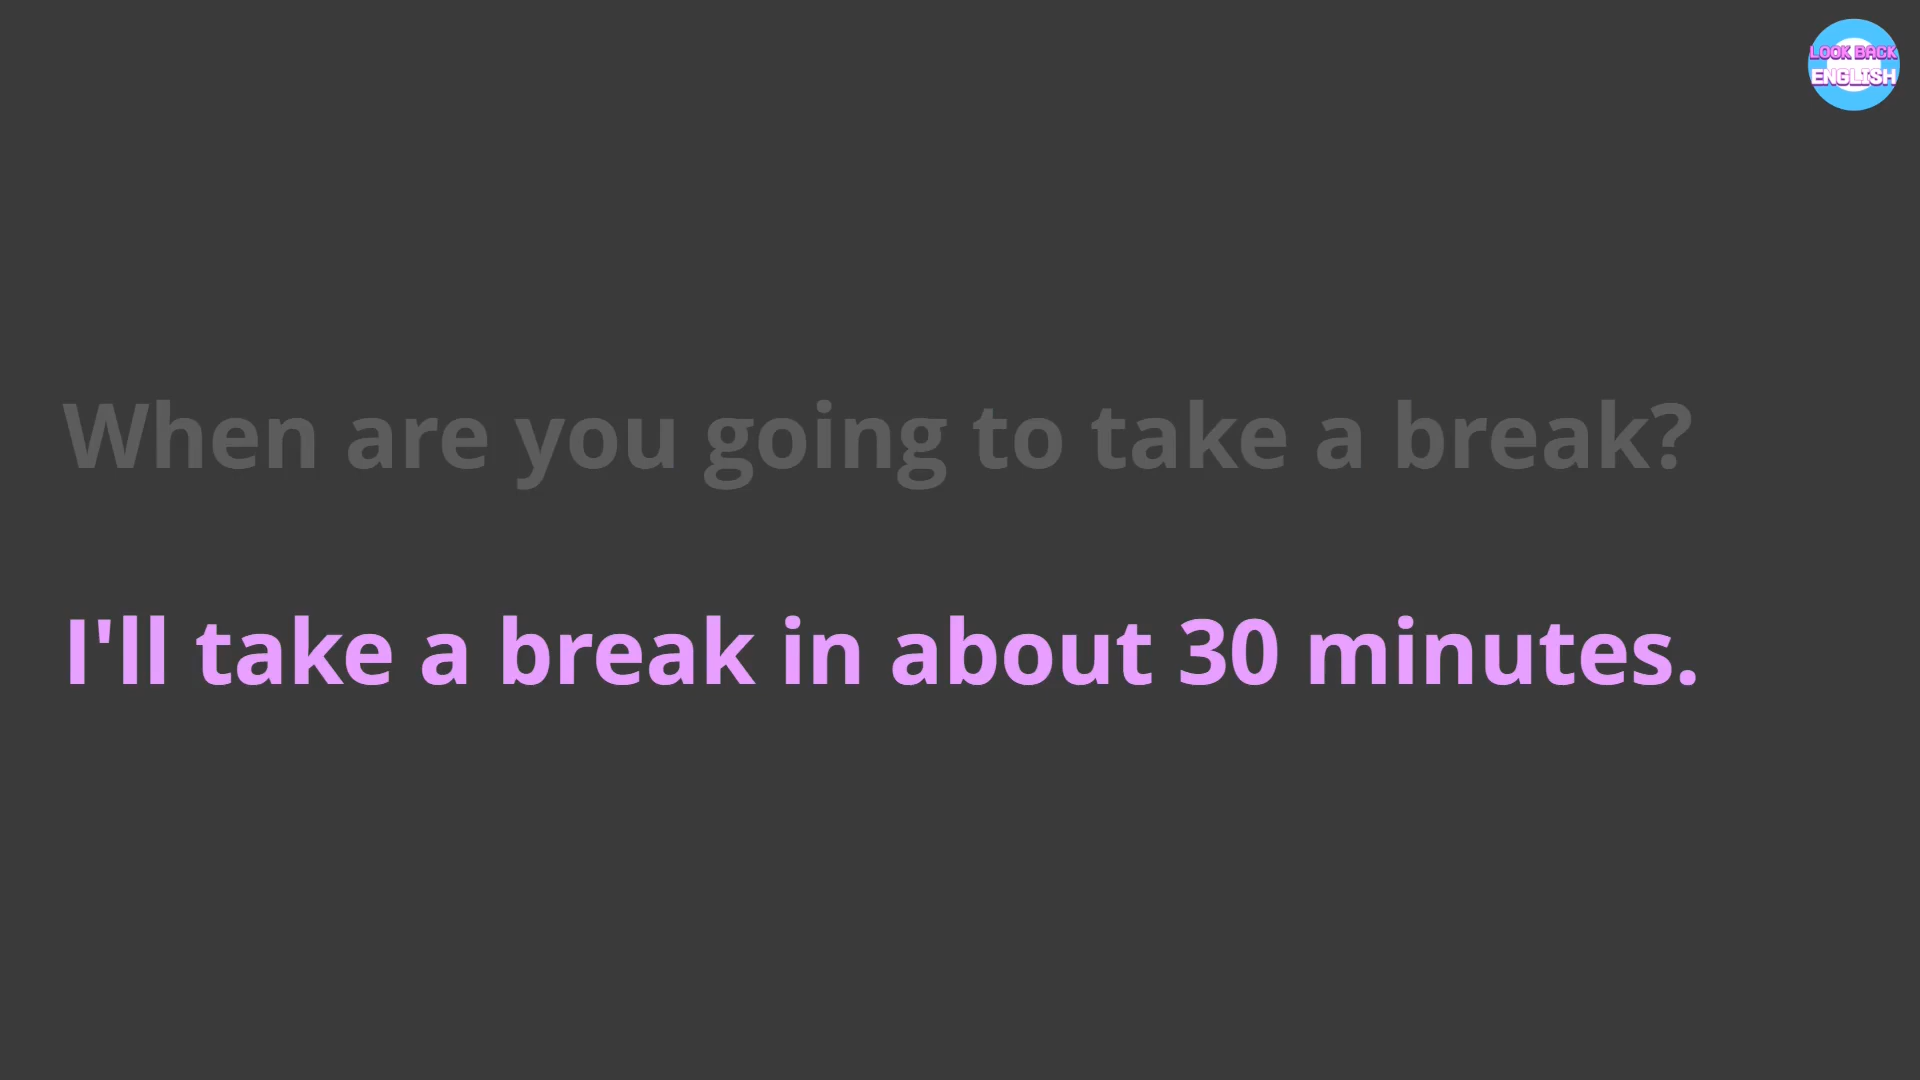 LOOK BACK
ENGLISH
When are you going to take a break?
I'll take a break in about 30 minutes.